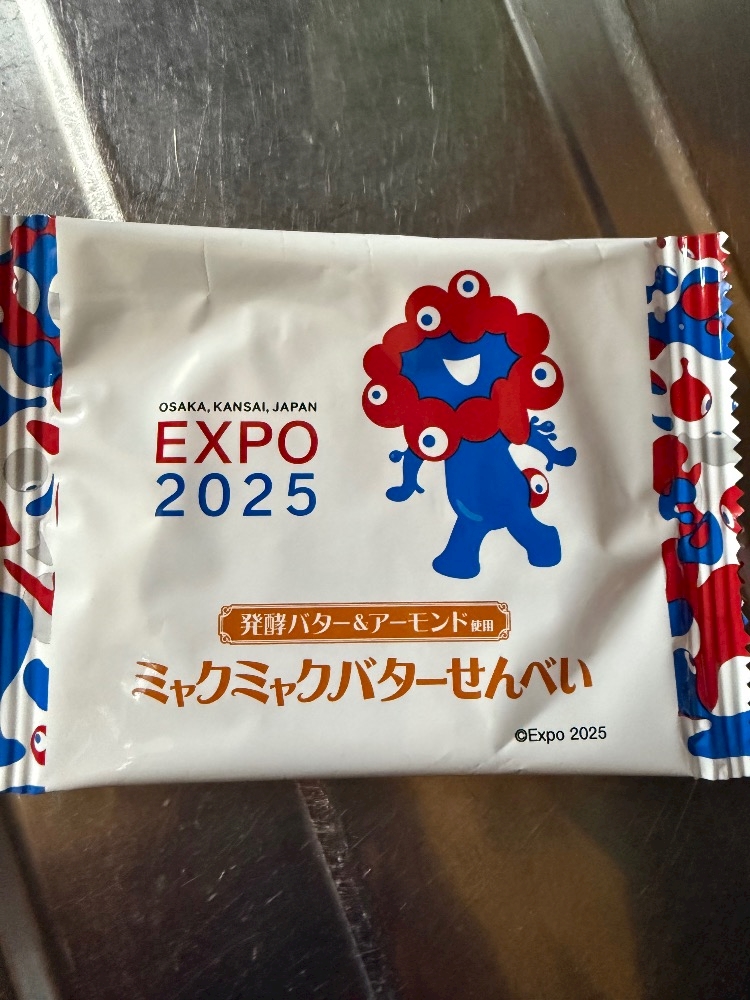 OSAKA, KANSAI, JAPAN
EXPO
2025
発酵バター&アーモンド使用
ミャクミャクバターせんべい
©Expo 2025